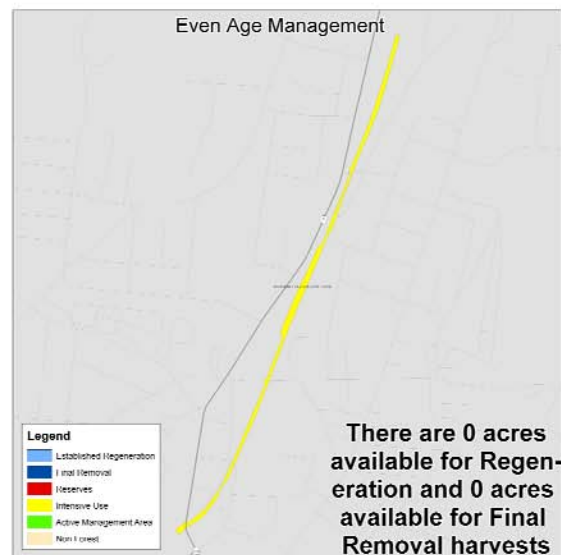 Even Age Management
Legend
Established Regeneration
Final Removal
Reserves
Intensive Use
Active Management Area
Non Forest
There are 0 acres
available for Regen-
eration and 0 acres
available for Final
Removal harvests